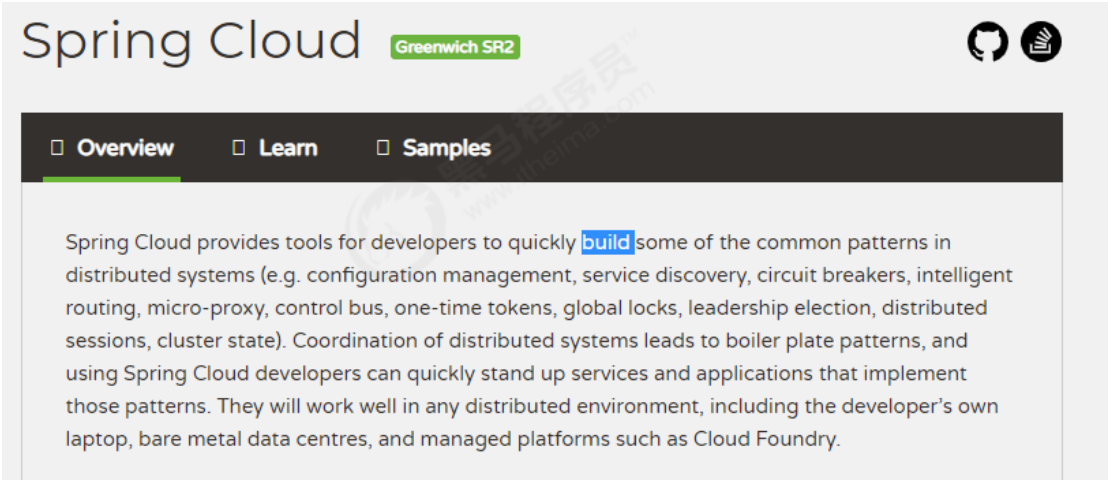 Spring Cloud Greenwich SR2
Overview Learn Samples
黑马程序员™
www.itheima.com
Spring Cloud provides tools for developers to quickly build some of the common patterns in
distributed systems (e.g. configuration management, service discovery, circuit breakers, intelligent
routing, micro-proxy, control bus, one-time tokens, global locks, leadership election, distributed
sessions, cluster state). Coordination of distributed systems leads to boiler plate patterns, and
using Spring Cloud developers can quickly stand up services and applications that implement
those patterns. They will work well in any distributed environment, including the developer's own
laptop, bare metal data centres, and managed platforms such as Cloud Foundry.